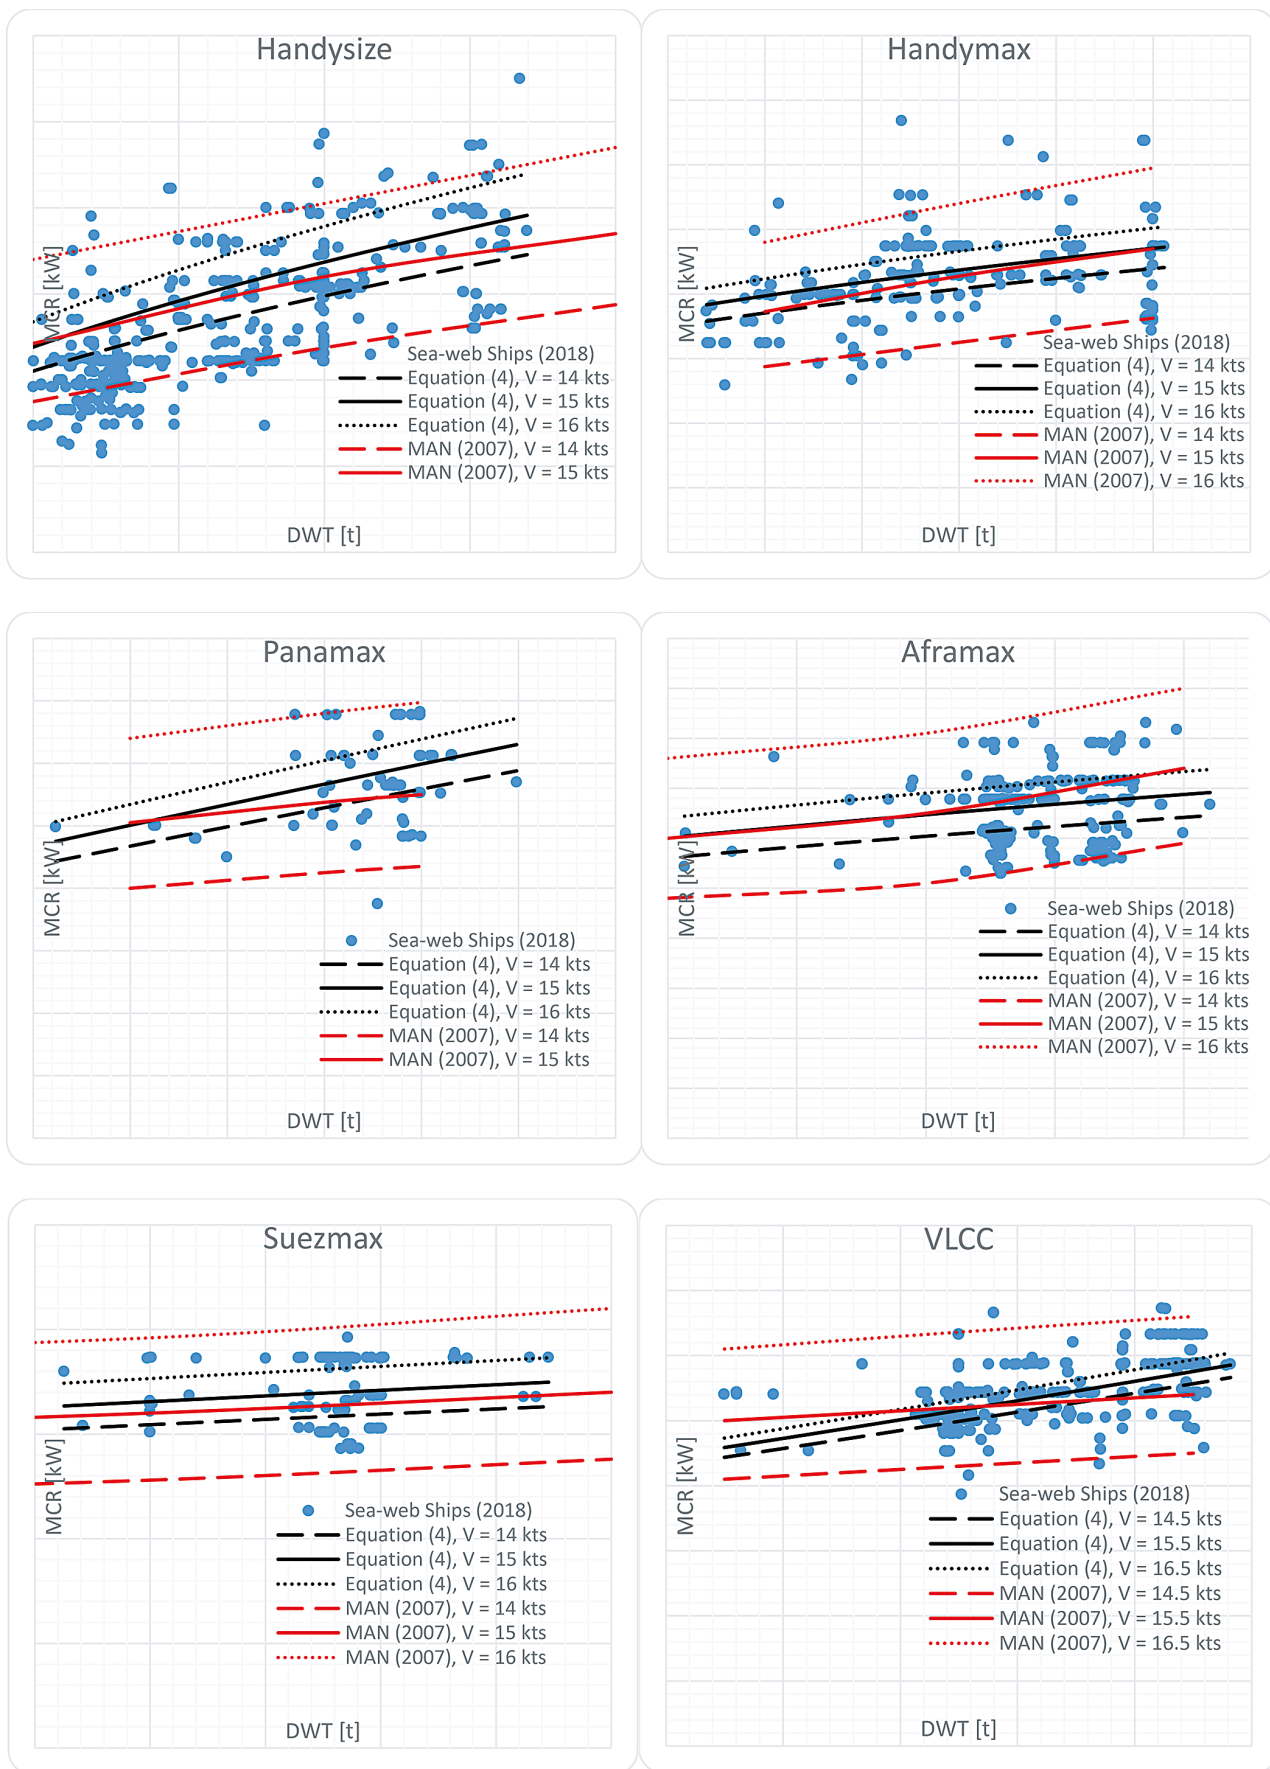 Handysize
MCR [kW]
Sea-web Ships (2018)
Equation (4), V = 14 kts
Equation (4), V = 15 kts
Equation (4), V = 16 kts
MAN (2007), V = 14 kts
MAN (2007), V = 15 kts
DWT [t]
Handymax
MCR [kW]
Sea-web Ships (2018)
Equation (4), V = 14 kts
Equation (4), V = 15 kts
Equation (4), V = 16 kts
MAN (2007), V = 14 kts
MAN (2007), V = 15 kts
MAN (2007), V = 16 kts
DWT [t]
Panamax
MCR [kW]
Sea-web Ships (2018)
Equation (4), V = 14 kts
Equation (4), V = 15 kts
Equation (4), V = 16 kts
MAN (2007), V = 14 kts
MAN (2007), V = 15 kts
DWT [t]
Aframax
MCR [kW]
Sea-web Ships (2018)
Equation (4), V = 14 kts
Equation (4), V = 15 kts
Equation (4), V = 16 kts
MAN (2007), V = 14 kts
MAN (2007), V = 15 kts
MAN (2007), V = 16 kts
DWT [t]
Suezmax
MCR [kW]
Sea-web Ships (2018)
Equation (4), V = 14 kts
Equation (4), V = 15 kts
Equation (4), V = 16 kts
MAN (2007), V = 14 kts
MAN (2007), V = 15 kts
MAN (2007), V = 16 kts
DWT [t]
VLCC
MCR [kW]
Sea-web Ships (2018)
Equation (4), V = 14.5 kts
Equation (4), V = 15.5 kts
Equation (4), V = 16.5 kts
MAN (2007), V = 14.5 kts
MAN (2007), V = 15.5 kts
MAN (2007), V = 16.5 kts
DWT [t]